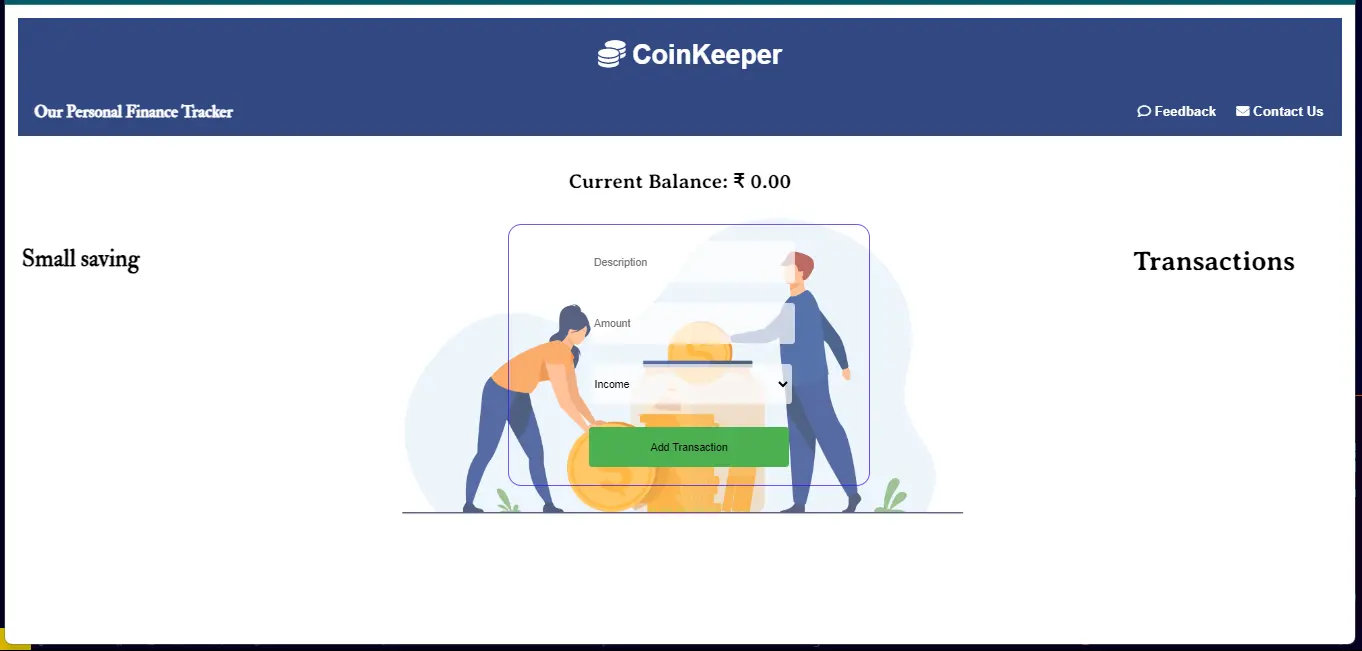 CoinKeeper
Our Personal Finance Tracker
Feedback
Contact Us
Current Balance: ₹ 0.00
Small saving
Transactions
Description
Amount
Income
Add Transaction